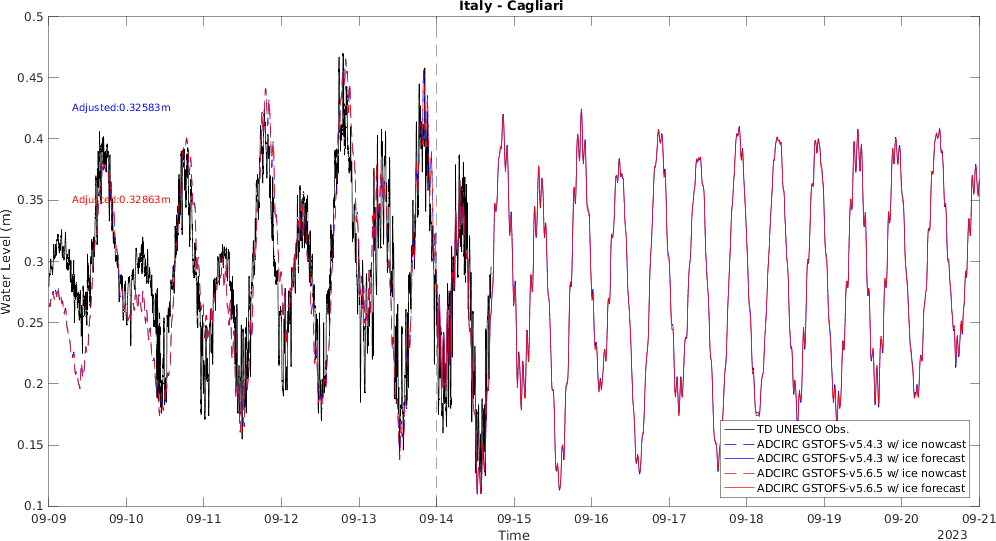 Italy - Cagliari
0.5
0.45
0.4
0.35
0.3
0.25
0.2
0.15
0.1
Water Level (m)
Adjusted:0.32583m
Adjusted:0.32863m
TD UNESCO Obs.
ADCIRC GSTOFS-v5.4.3 w/ ice nowcast
ADCIRC GSTOFS-v5.4.3 w/ ice forecast
ADCIRC GSTOFS-v5.6.5 w/ ice nowcast
ADCIRC GSTOFS-v5.6.5 w/ ice forecast
09-09 09-10 09-11 09-12 09-13 09-14 09-15 09-16 09-17 09-18 09-19 09-20 09-21
Time
2023